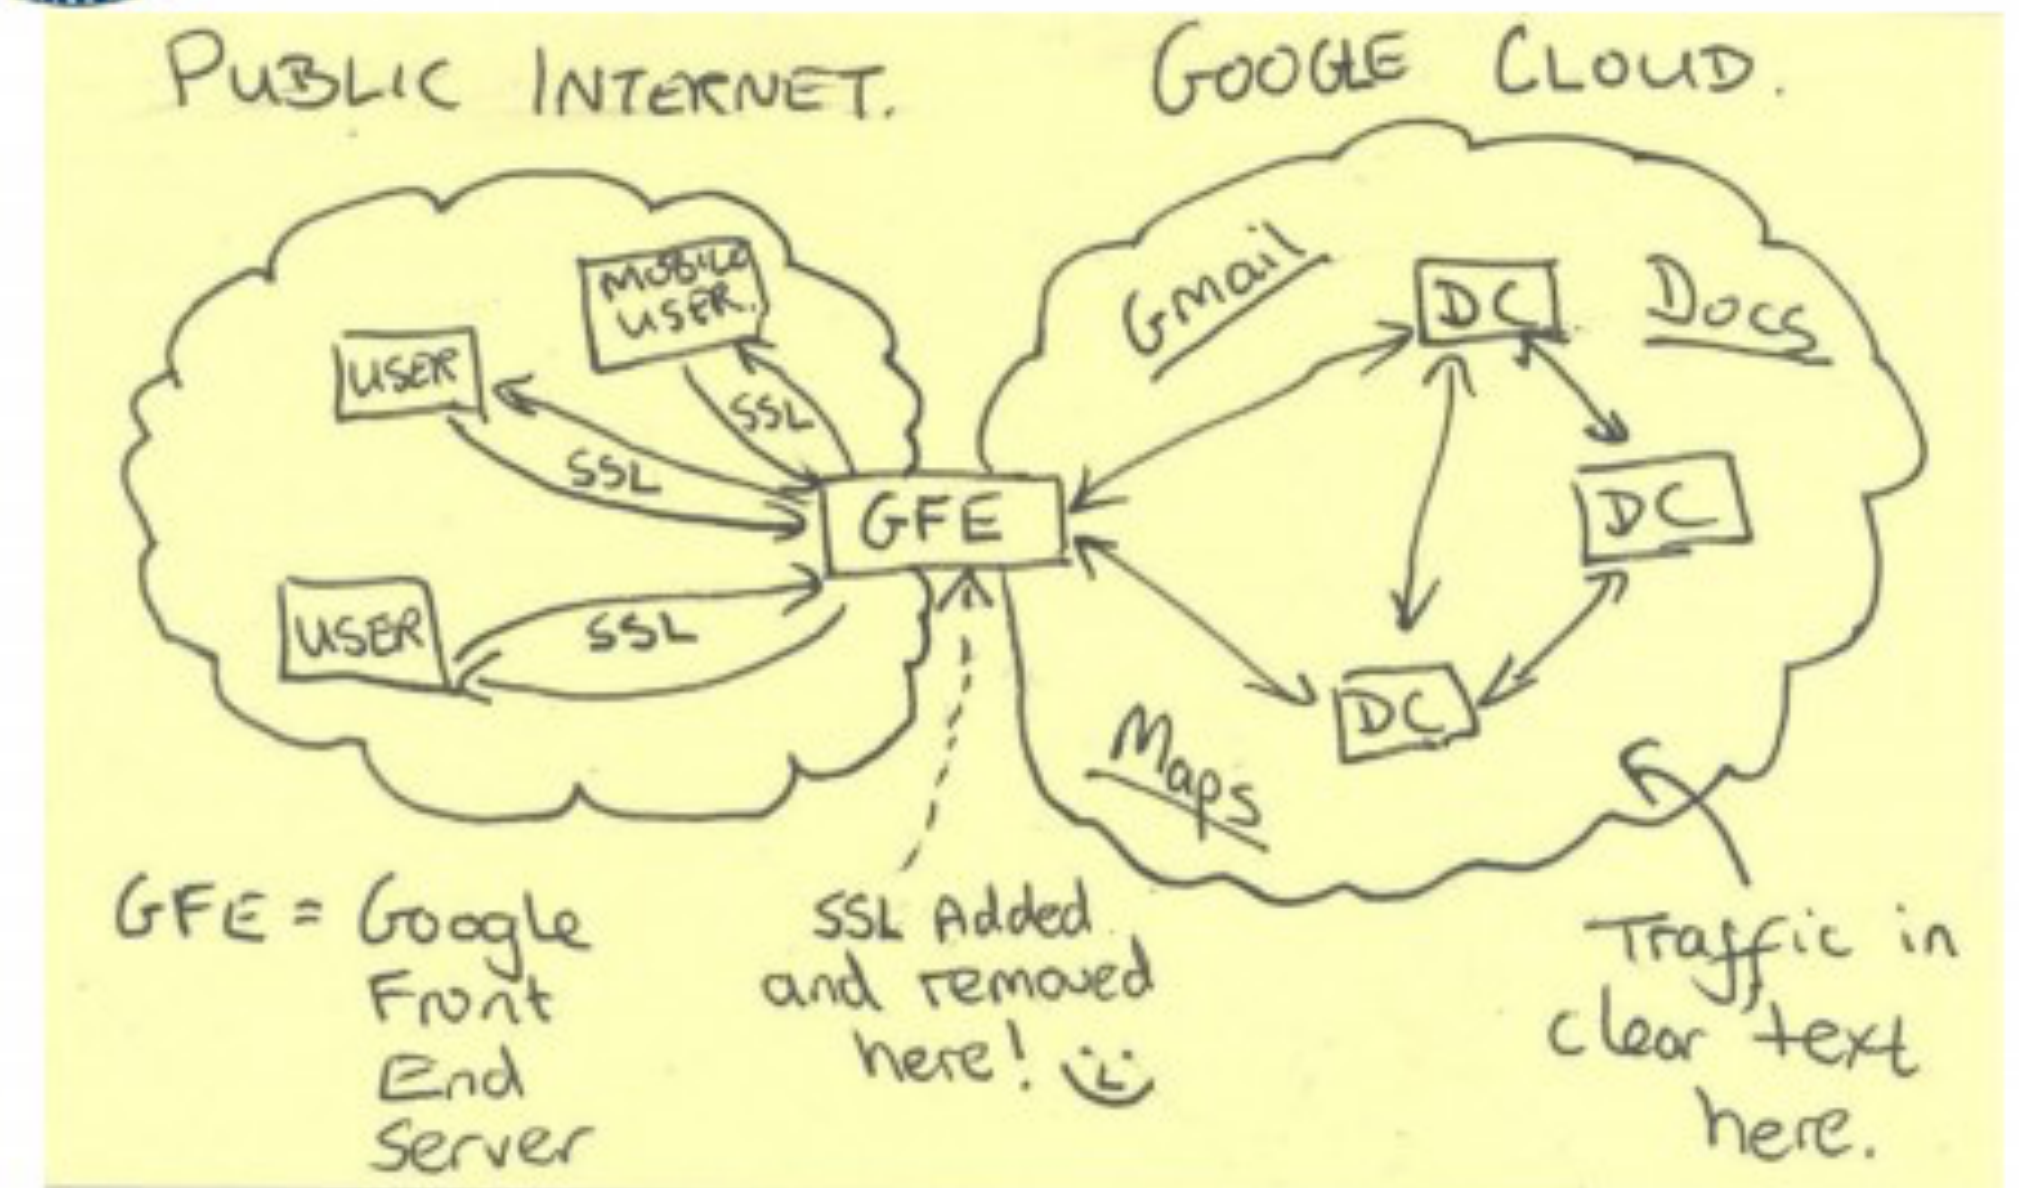 PUBLIC INTERNET.
GOOGLE CLOUD.
MOBILE
USER.
USER
SSL
SSL
GFE
USER
SSL
Gmail
DC
Docs
DC
DC
Maps
GFE = Google
Front
End
Server
SSL Added
and removed
here!
Traffic in
clear text
here.